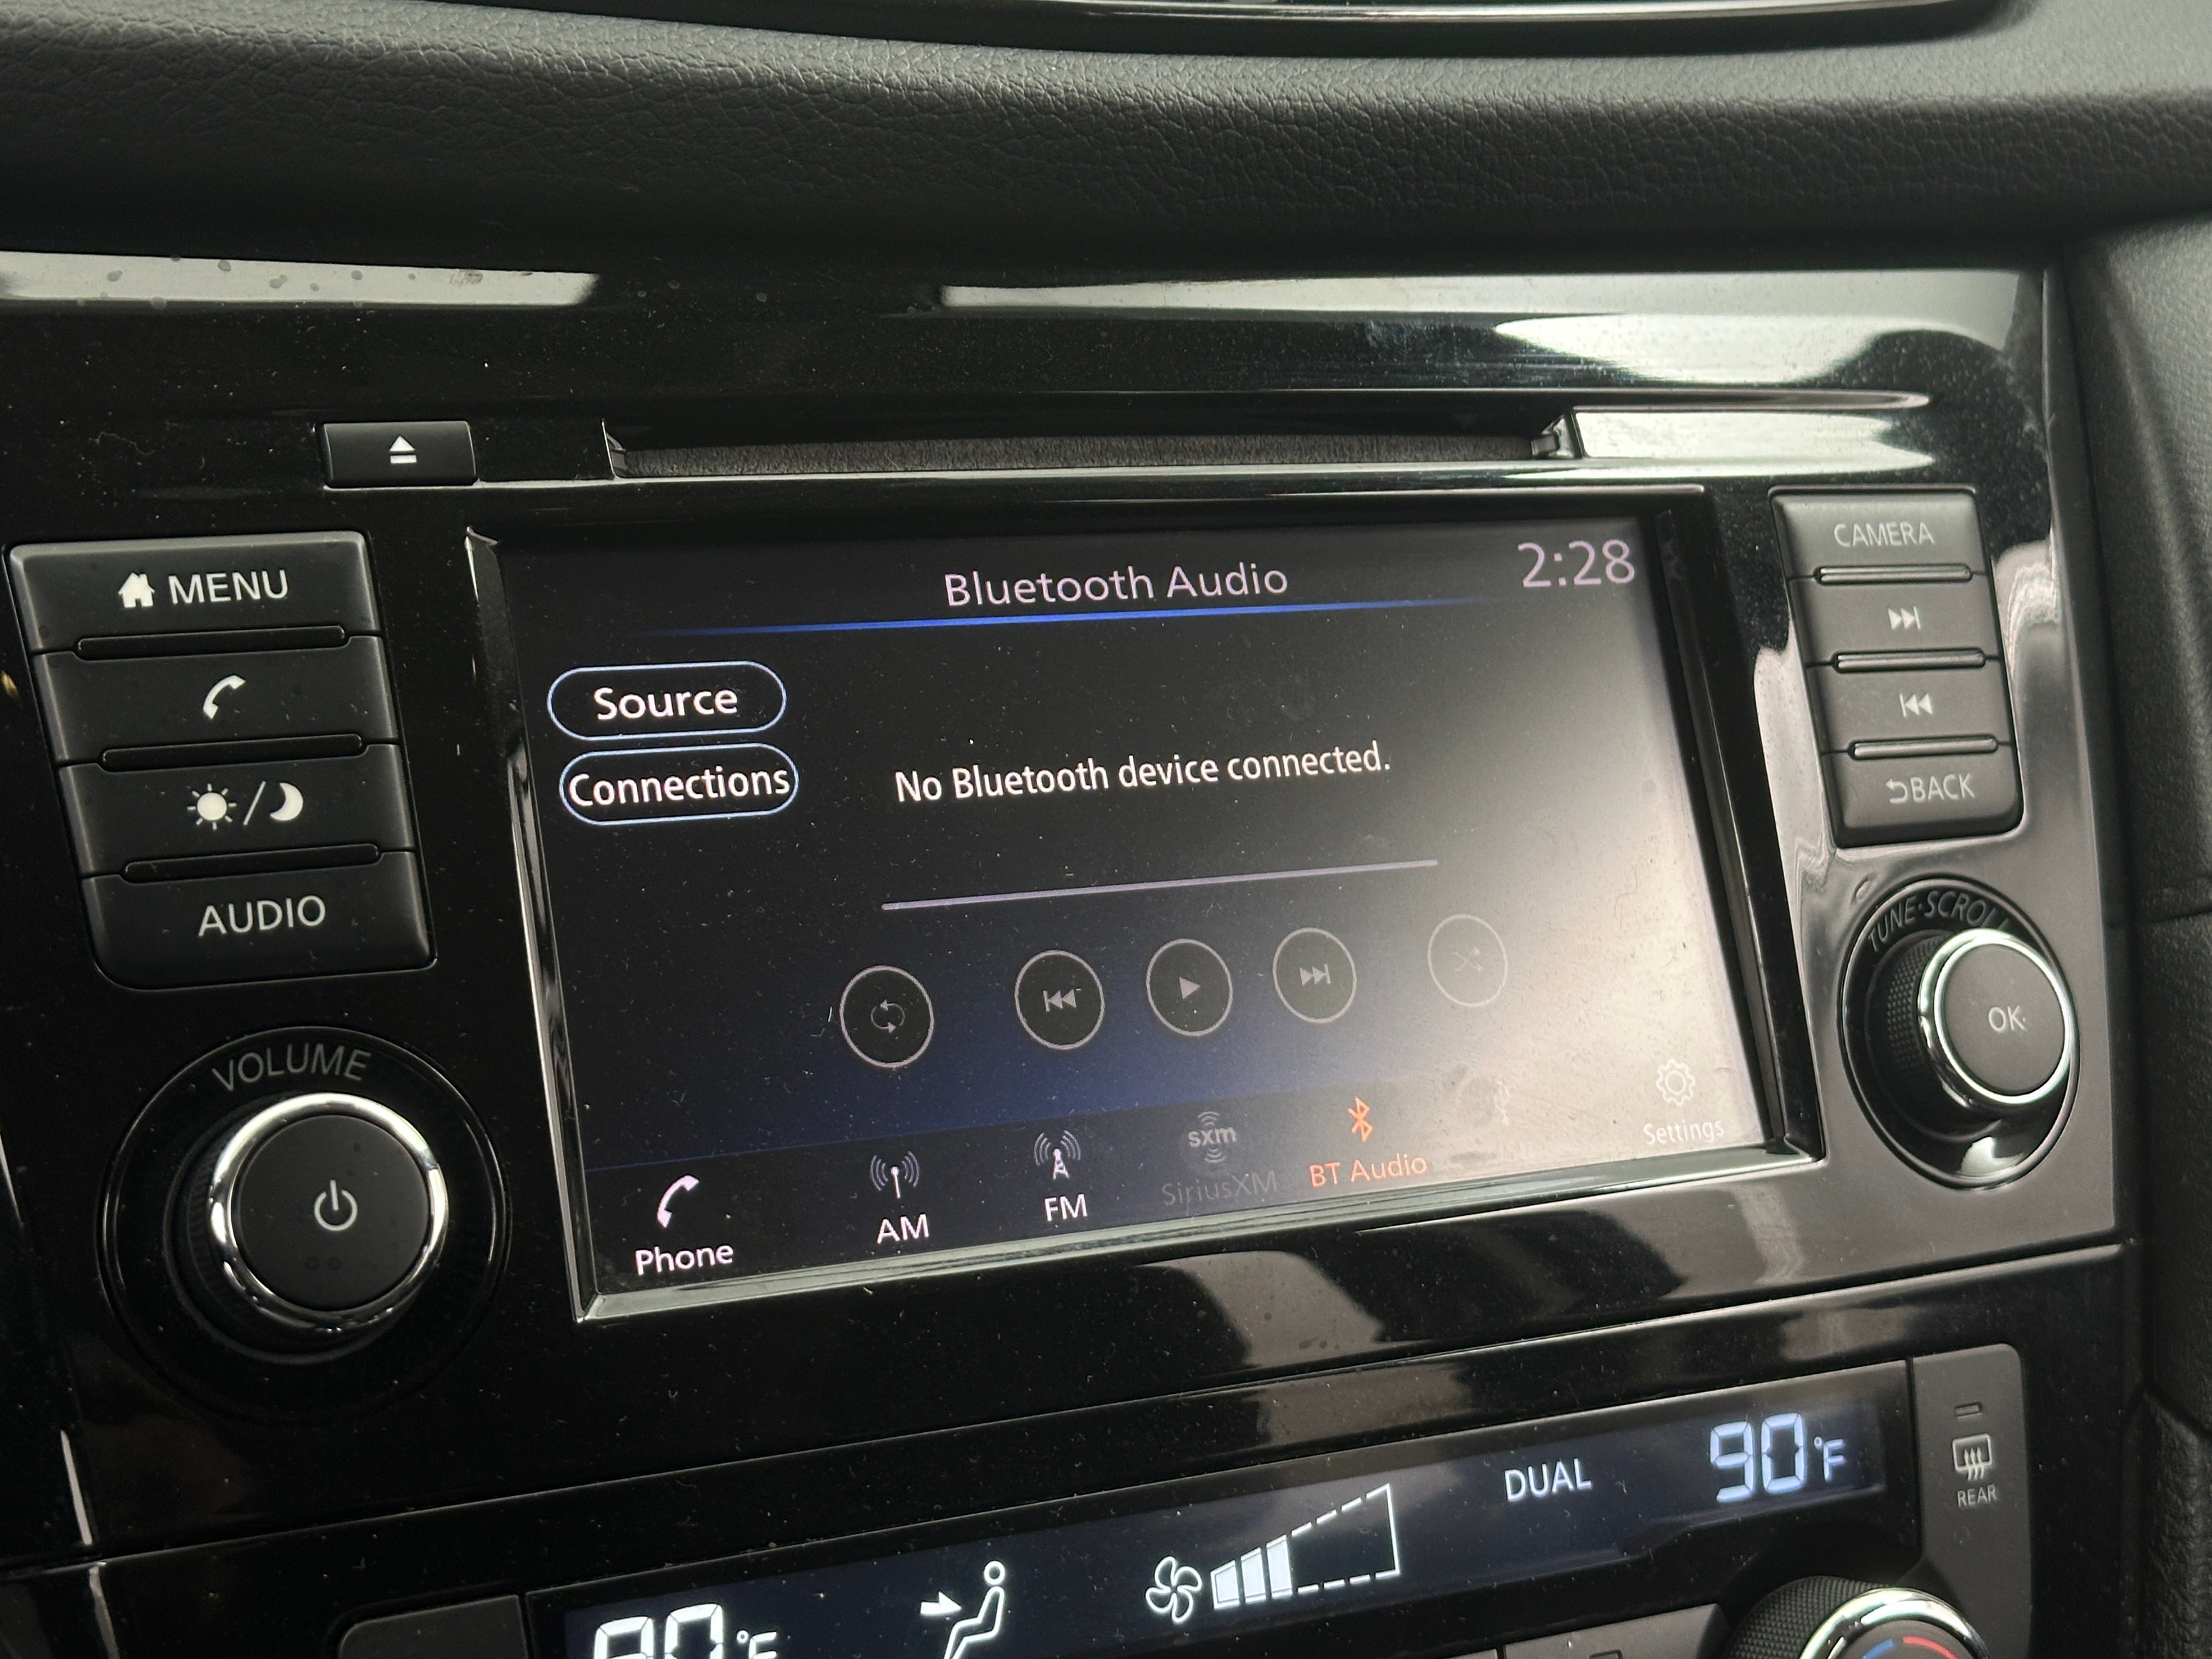 MENU
AUDIO
VOLUME
Bluetooth Audio
2:28
Source
Connections
No Bluetooth device connected.
Phone
AM
FM
sxm
SiriusXM
BT Audio
Settings
CAMERA
BACK
TUNE·SCROLL
OK
DUAL
90°F
REAR
90°F